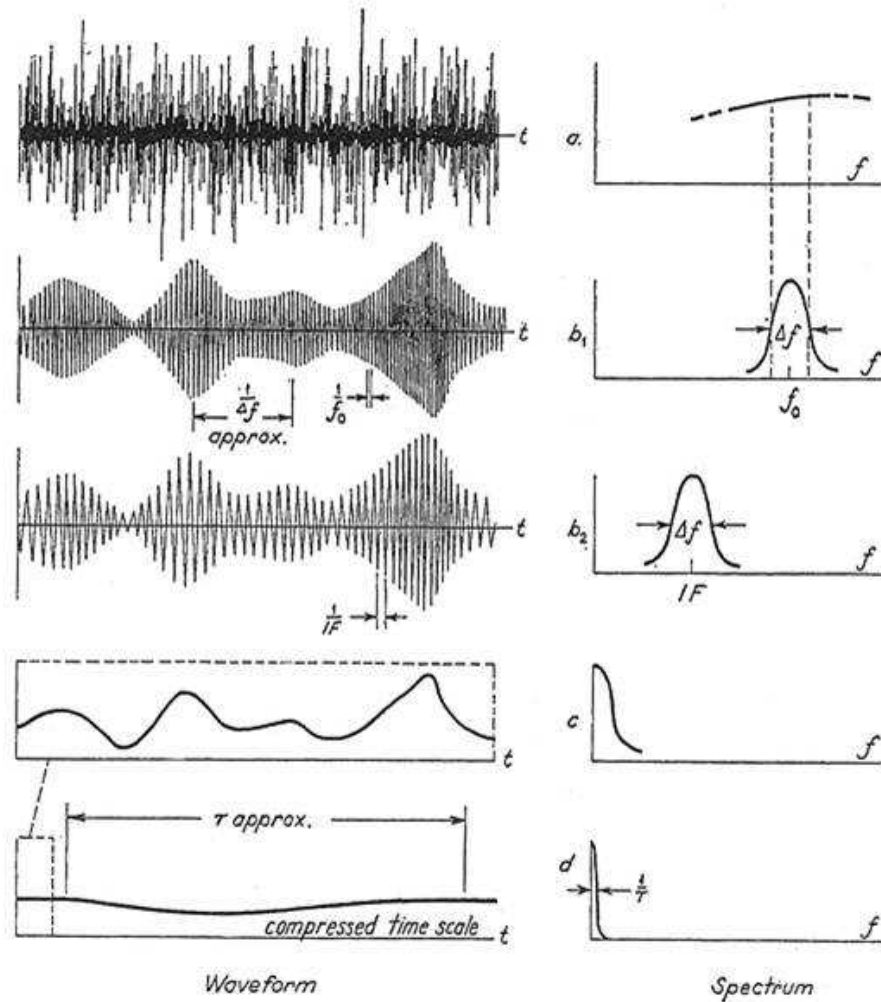 t
a.
f
t
b₁
Δf
f
f₀
1/Δf
approx.
1/f₀
t
b₂
Δf
f
IF
1/IF
t
c
f
τ approx.
d
1/τ
compressed time scale
t
f
Waveform
Spectrum